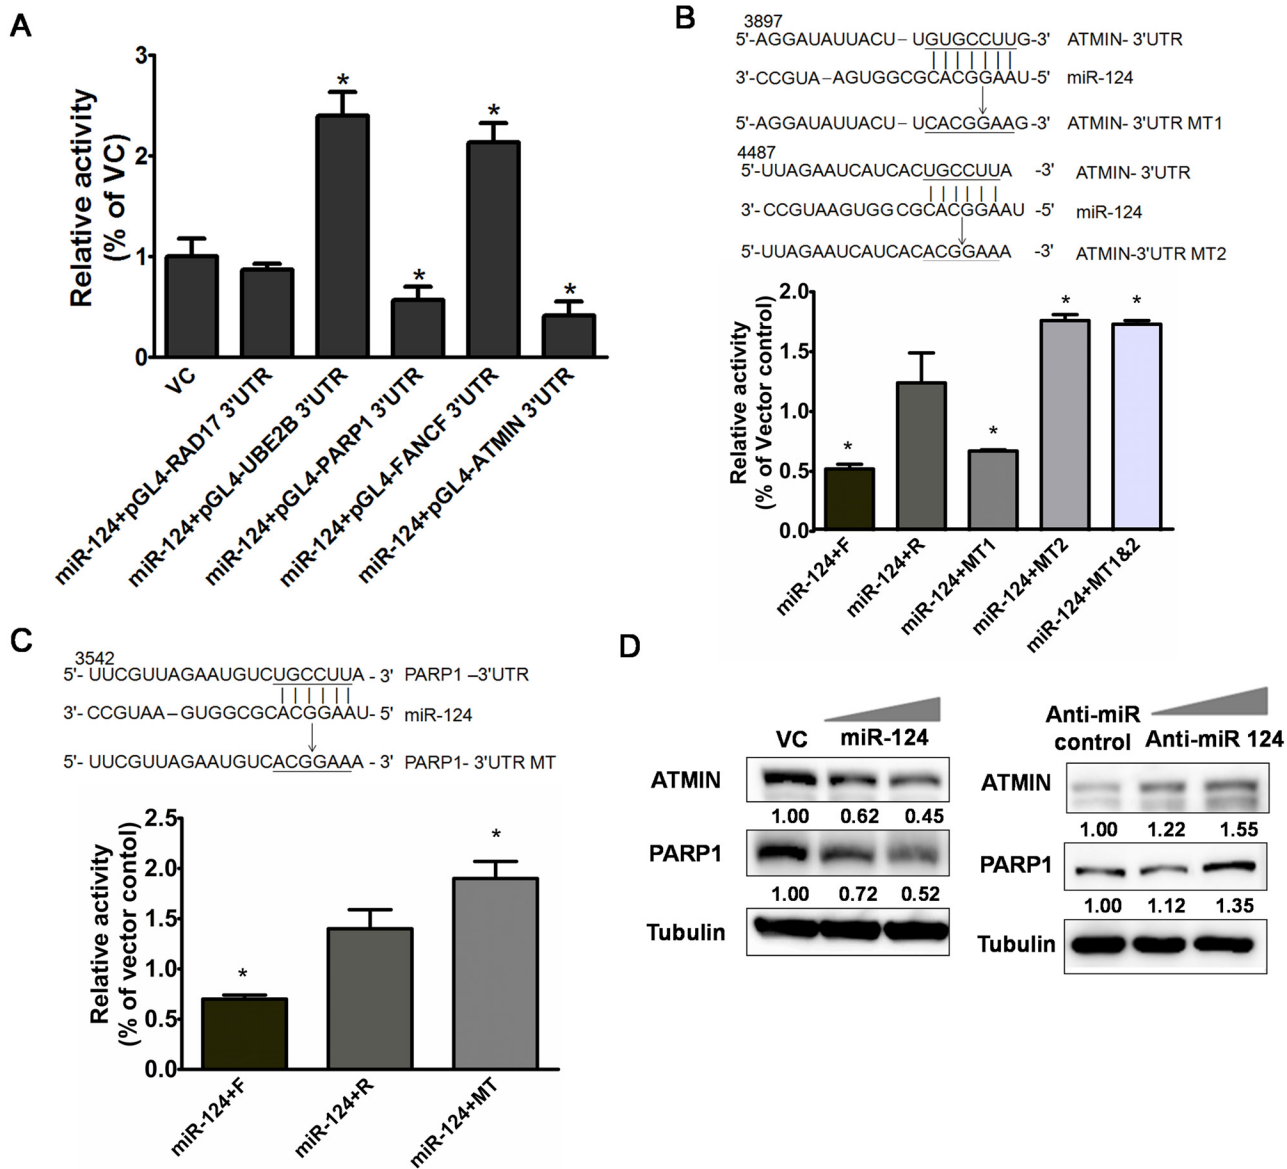 A
Relative activity
(% of VC)
3
2
1
0
*
*
*
*
VC
miR-124+pGL4-RAD17 3'UTR
miR-124+pGL4-UBE2B 3'UTR
miR-124+pGL4-PARP1 3'UTR
miR-124+pGL4-FANCF 3'UTR
miR-124+pGL4-ATMIN 3'UTR
B
3897
5'-AGGAUAUUACU–UGUGCCUUG-3' ATMIN- 3'UTR
3'-CCGUA–AGUGGCGCACGGAAU-5' miR-124
5'-AGGAUAUUACU–UCACGGAAG-3' ATMIN- 3'UTR MT1
4487
5'-UUAGAAUCAUCACUGCCUUA -3' ATMIN- 3'UTR
3'-CCGUAAGUGGCGCACGGAAU -5' miR-124
5'-UUAGAAUCAUCACACGGAAA -3' ATMIN-3'UTR MT2
Relative activity
(% of Vector control)
2.0
1.5
1.0
0.5
0.0
*
*
*
*
miR-124+F
miR-124+R
miR-124+MT1
miR-124+MT2
miR-124+MT1&2
C
3542
5'- UUCGUUAGAAUGUCUGCCUUA - 3' PARP1 –3'UTR
3'- CCGUAA–GUGGCGCACGGAAU- 5' miR-124
5'- UUCGUUAGAAUGUCACGGAAA - 3' PARP1- 3'UTR MT
Relative activity
(% of vector contol)
2.5
2.0
1.5
1.0
0.5
0.0
*
*
miR-124+F
miR-124+R
miR-124+MT
D
VC miR-124
ATMIN
1.00 0.62 0.45
PARP1
1.00 0.72 0.52
Tubulin
Anti-miR
control Anti-miR 124
ATMIN
1.00 1.22 1.55
PARP1
1.00 1.12 1.35
Tubulin